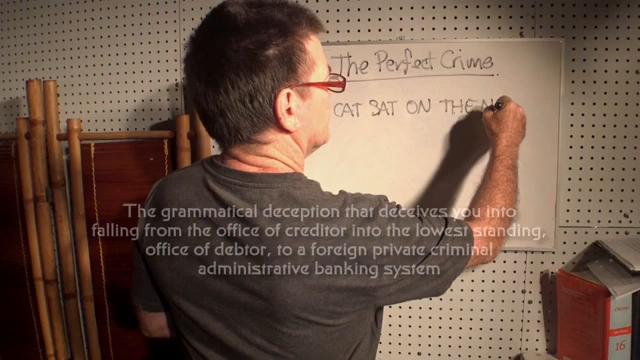 The Perfect Crime
CAT SAT ON THE
The grammatical deception that deceives you into
falling from the office of creditor into the lowest standing,
office of debtor, to a foreign private criminal
administrative banking system
16